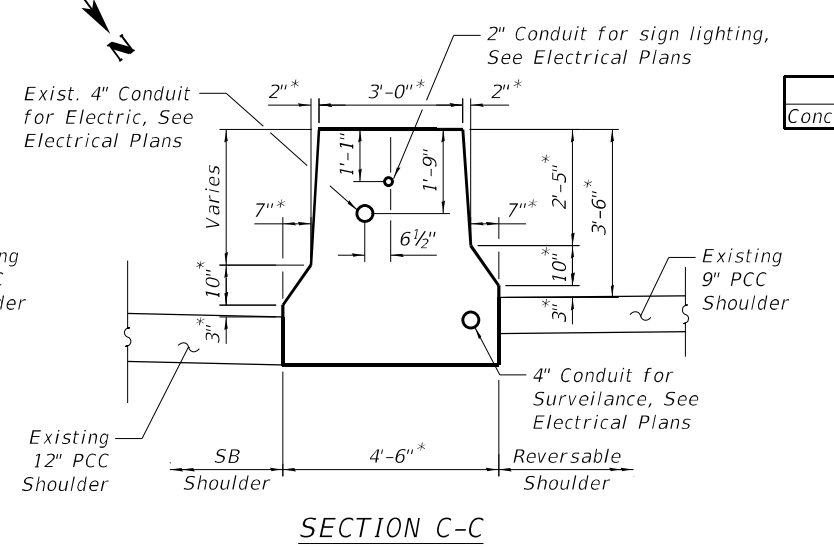 N
2" Conduit for sign lighting,
See Electrical Plans
Exist. 4" Conduit
for Electric, See
Electrical Plans
2"*
3'-0"*
2"*
Conc
1'-1"
1'-9"
Varies
2'-5"*
3'-6"*
7"*
7"*
6½"
10"*
10"*
3"*
3"*
Existing
9" PCC
Shoulder
4" Conduit for
Surveilance, See
Electrical Plans
Existing
12" PCC
Shoulder
SB
Shoulder
4'-6"*
Reversable
Shoulder
SECTION C-C